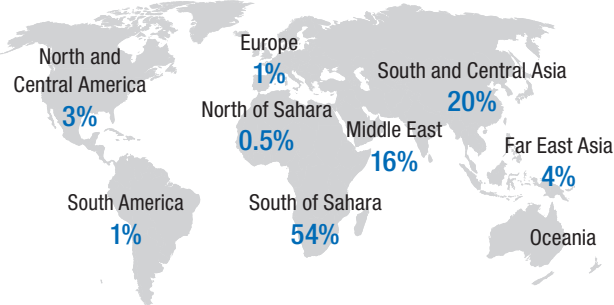 North and
Central America
3%
Europe
1%
South and Central Asia
20%
North of Sahara
0.5%
Middle East
16%
Far East Asia
4%
South America
1%
South of Sahara
54%
Oceania